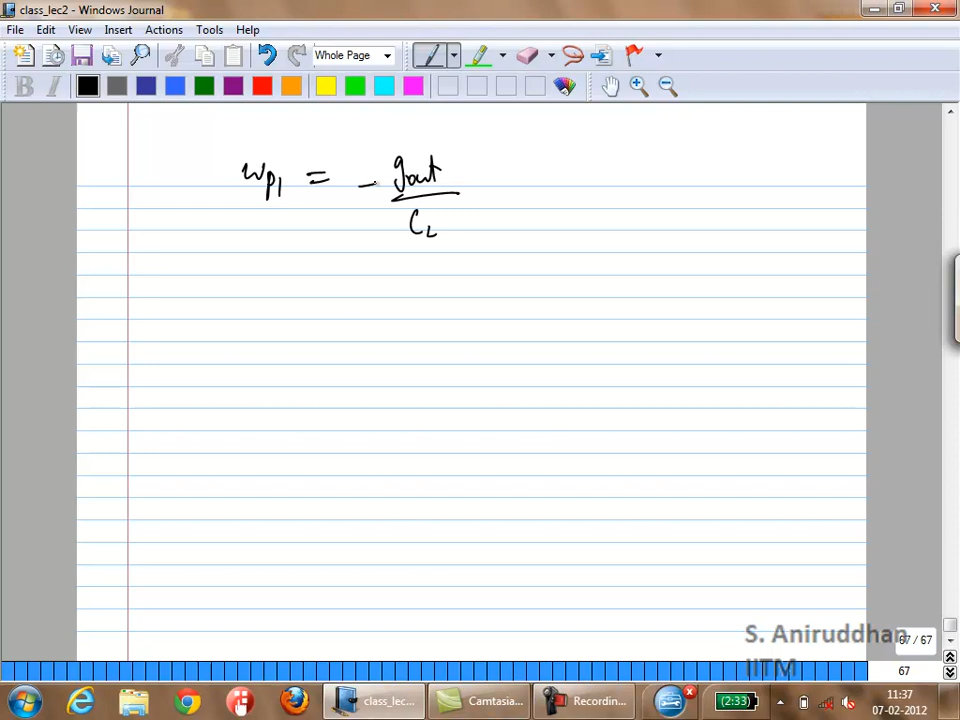 class_lec2 - Windows Journal
File Edit View Insert Actions Tools Help
Whole Page
B I
ωp1 = - gout
CL
S. Aniruddhan
IITM
67 / 67
67
class_lec... Camtasia... Recordin... (2:33) 11:37
07-02-2012